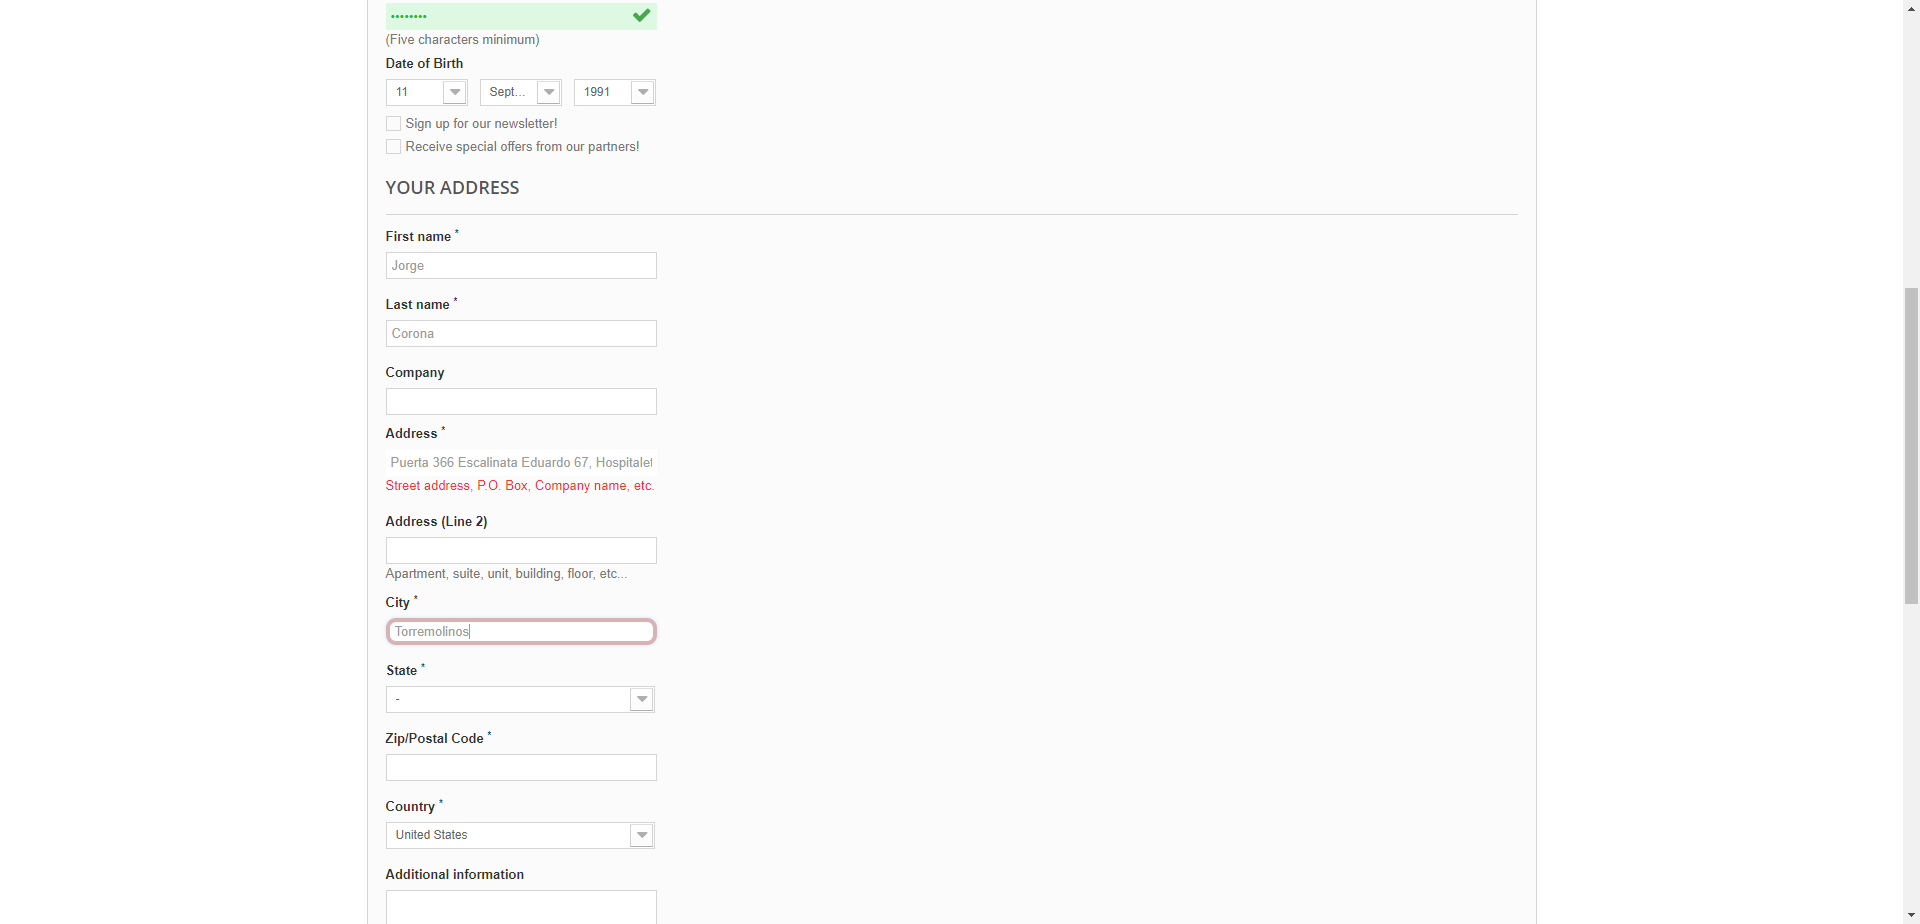 ••••••••
(Five characters minimum)
Date of Birth
11 Sept... 1991
Sign up for our newsletter!
Receive special offers from our partners!
YOUR ADDRESS
First name *
Jorge
Last name *
Corona
Company
Address *
Puerta 366 Escalinata Eduardo 67, Hospitalet
Street address, P.O. Box, Company name, etc.
Address (Line 2)
Apartment, suite, unit, building, floor, etc...
City *
Torremolinos
State *
-
Zip/Postal Code *
Country *
United States
Additional information